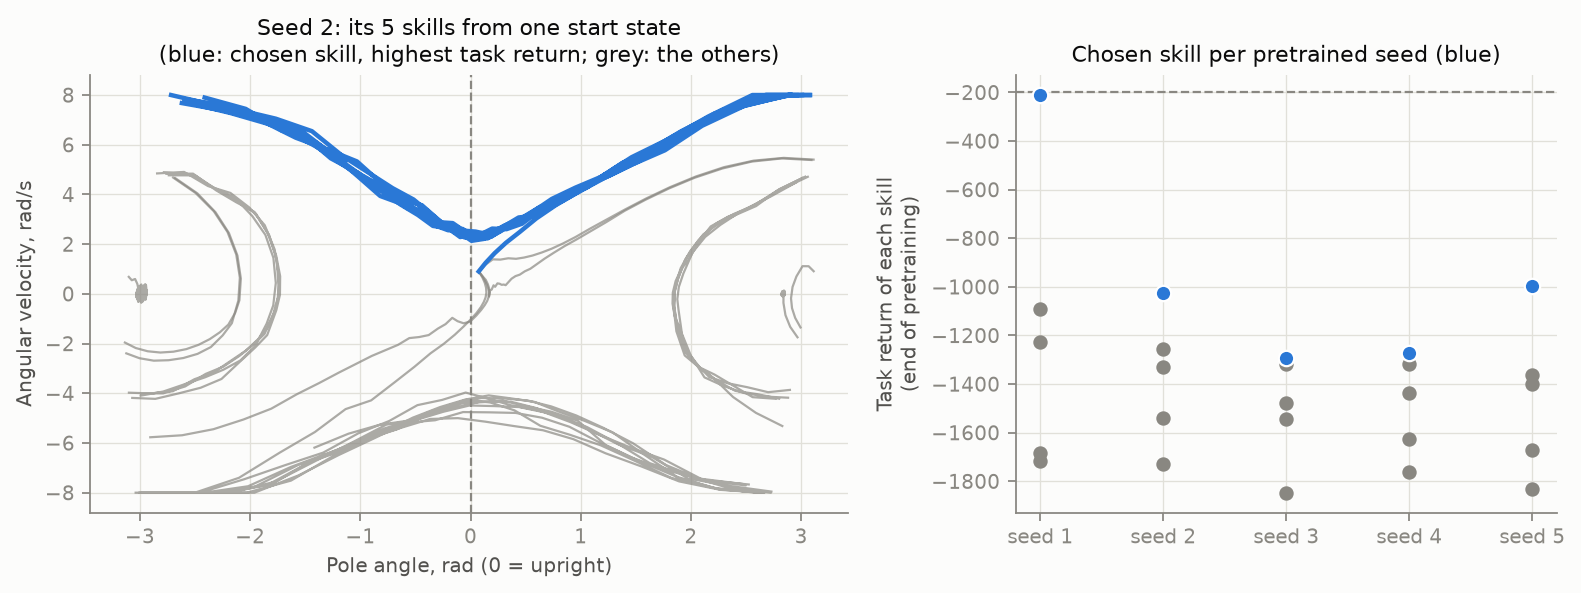 Seed 2: its 5 skills from one start state
(blue: chosen skill, highest task return; grey: the others)
8
6
4
2
0
−2
−4
−6
−8
Angular velocity, rad/s
−3
−2
−1
0
1
2
3
Pole angle, rad (0 = upright)
Chosen skill per pretrained seed (blue)
−200
−400
−600
−800
−1000
−1200
−1400
−1600
−1800
Task return of each skill
(end of pretraining)
seed 1
seed 2
seed 3
seed 4
seed 5